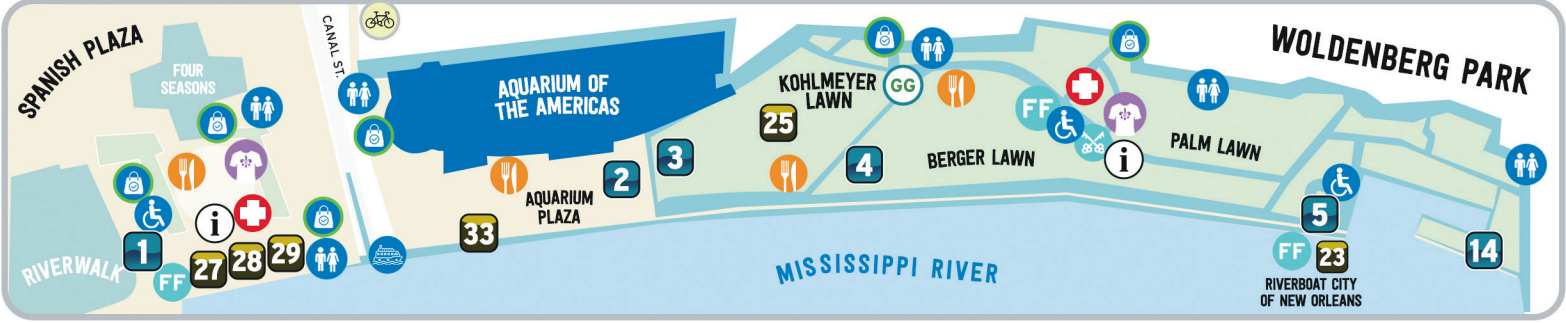 SPANISH PLAZA
FOUR
SEASONS
CANAL ST.
AQUARIUM OF
THE AMERICAS
KOHLMEYER
LAWN
GG
WOLDENBERG PARK
25
FF
i
BERGER LAWN
PALM LAWN
3
4
2
AQUARIUM
PLAZA
33
RIVERWALK
1
i
FF
27
28
29
MISSISSIPPI RIVER
5
FF
23
RIVERBOAT CITY
OF NEW ORLEANS
14